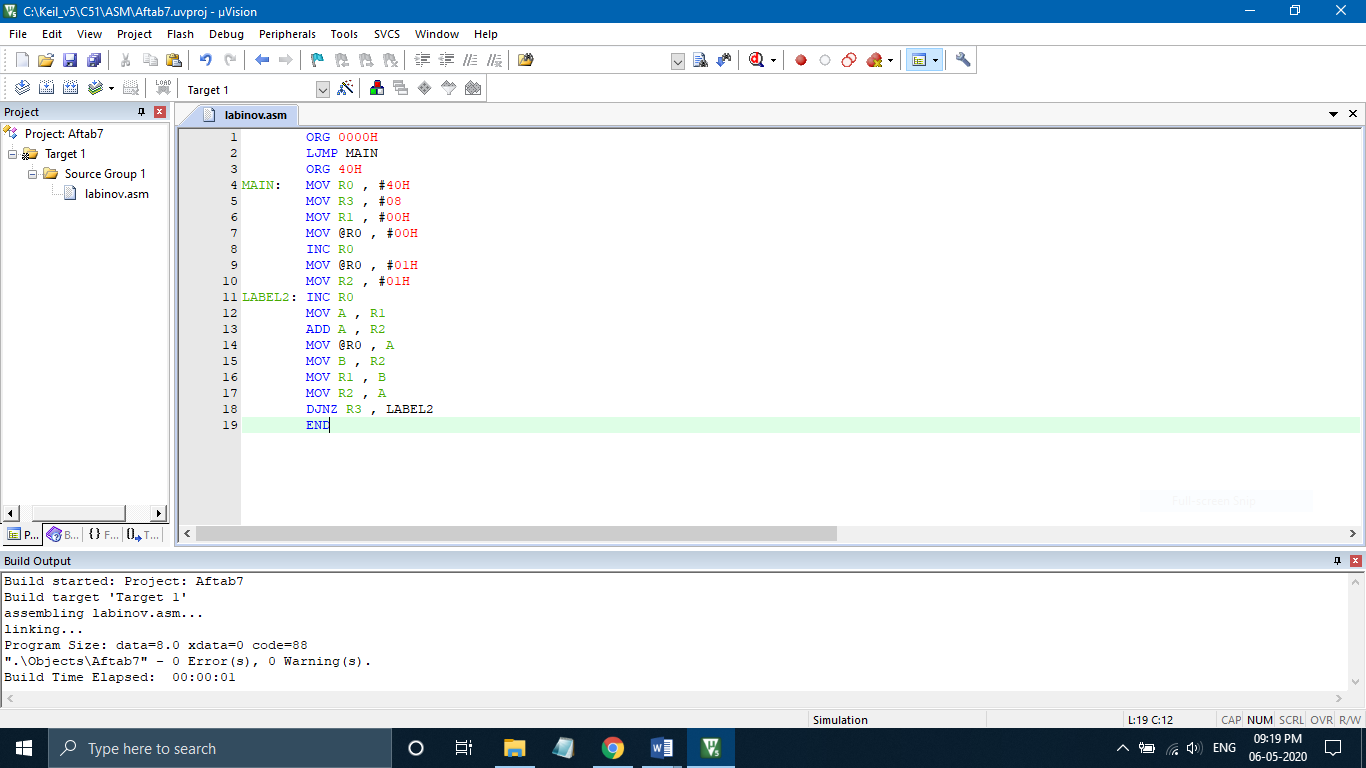 C:\Keil_v5\C51\ASM\Aftab7.uvproj - µVision
File Edit View Project Flash Debug Peripherals Tools SVCS Window Help
LOAD
Target 1
Project
Project: Aftab7
Target 1
Source Group 1
labinov.asm
P... B... {} F... 0 T...
labinov.asm
1 ORG 0000H
2 LJMP MAIN
3 ORG 40H
4 MAIN: MOV R0 , #40H
5 MOV R3 , #08
6 MOV R1 , #00H
7 MOV @R0 , #00H
8 INC R0
9 MOV @R0 , #01H
10 MOV R2 , #01H
11 LABEL2: INC R0
12 MOV A , R1
13 ADD A , R2
14 MOV @R0 , A
15 MOV B , R2
16 MOV R1 , B
17 MOV R2 , A
18 DJNZ R3 , LABEL2
19 END
Full-screen Snip
Build Output
Build started: Project: Aftab7
Build target 'Target 1'
assembling labinov.asm...
linking...
Program Size: data=8.0 xdata=0 code=88
".\Objects\Aftab7" - 0 Error(s), 0 Warning(s).
Build Time Elapsed:  00:00:01
Simulation L:19 C:12 CAP NUM SCRL OVR R/W
Type here to search
ENG
09:19 PM
06-05-2020